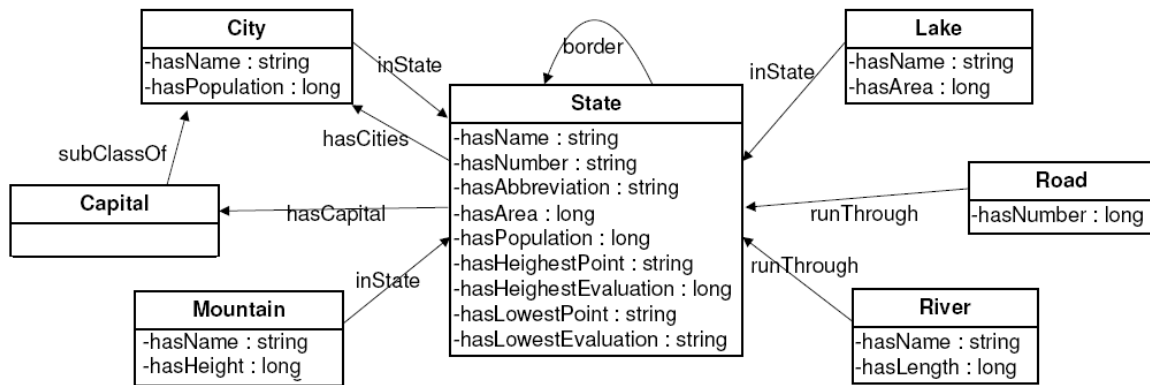 City
-hasName : string
-hasPopulation : long
inState
border
Lake
-hasName : string
-hasArea : long
inState
State
-hasName : string
-hasNumber : string
-hasAbbreviation : string
-hasArea : long
-hasPopulation : long
-hasHeighestPoint : string
-hasHeighestEvaluation : long
-hasLowestPoint : string
-hasLowestEvaluation : string
hasCities
subClassOf
Capital
hasCapital
Road
-hasNumber : long
runThrough
inState
Mountain
-hasName : string
-hasHeight : long
runThrough
River
-hasName : string
-hasLength : long